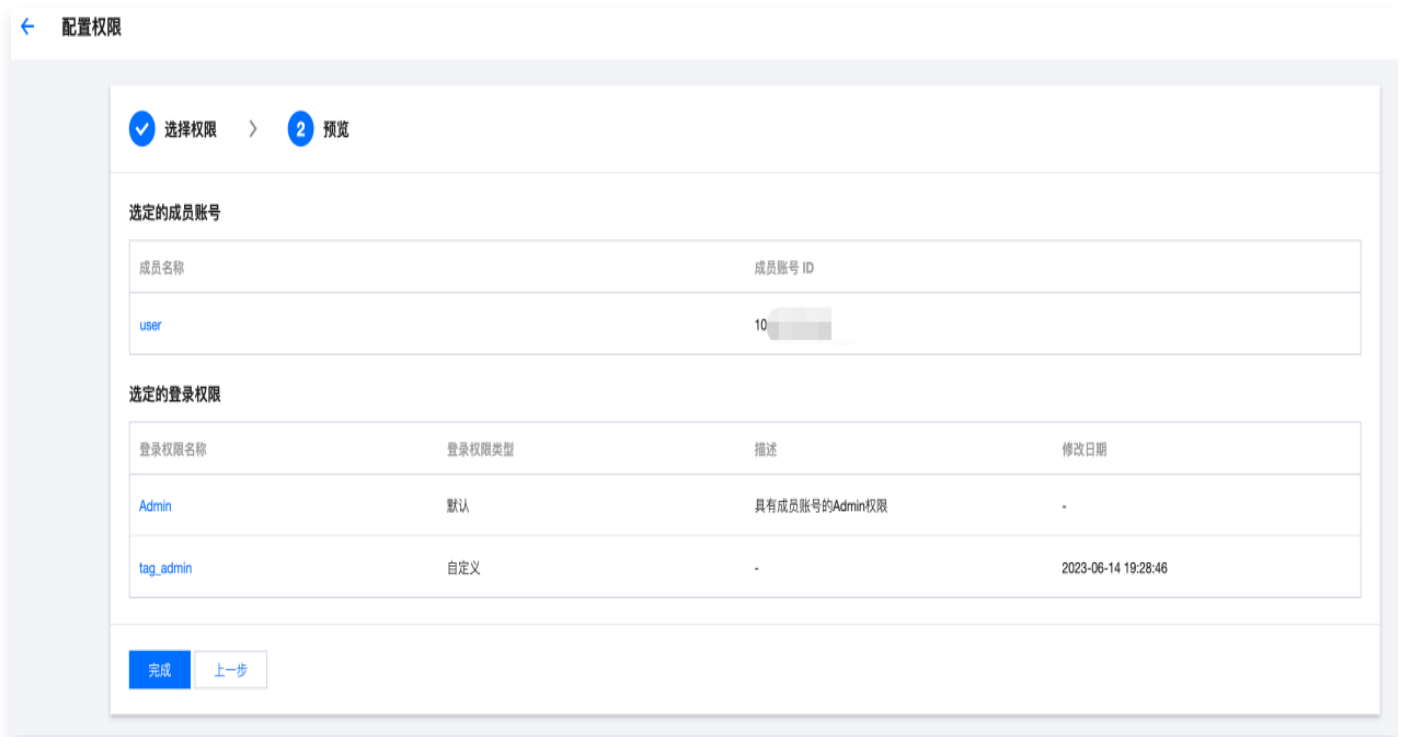 配置权限
选择权限 2 预览
选定的成员账号
成员名称 成员账号 ID
user 10
选定的登录权限
登录权限名称 登录权限类型 描述 修改日期
Admin 默认 具有成员账号的Admin权限 -
tag_admin 自定义 - 2023-06-14 19:28:46
完成 上一步